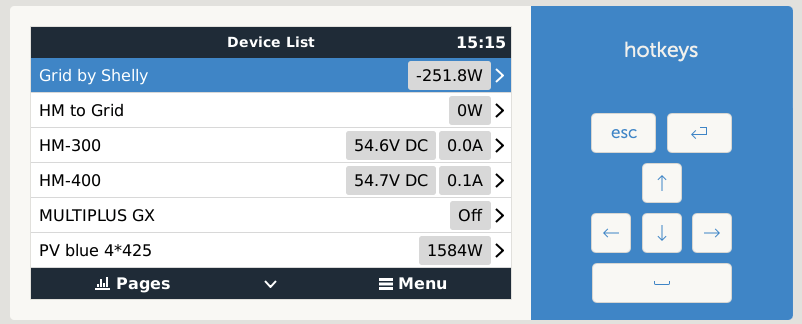 Device List 15:15
Grid by Shelly -251.8W
HM to Grid 0W
HM-300 54.6V DC 0.0A
HM-400 54.7V DC 0.1A
MULTIPLUS GX Off
PV blue 4*425 1584W
Pages Menu
hotkeys
esc